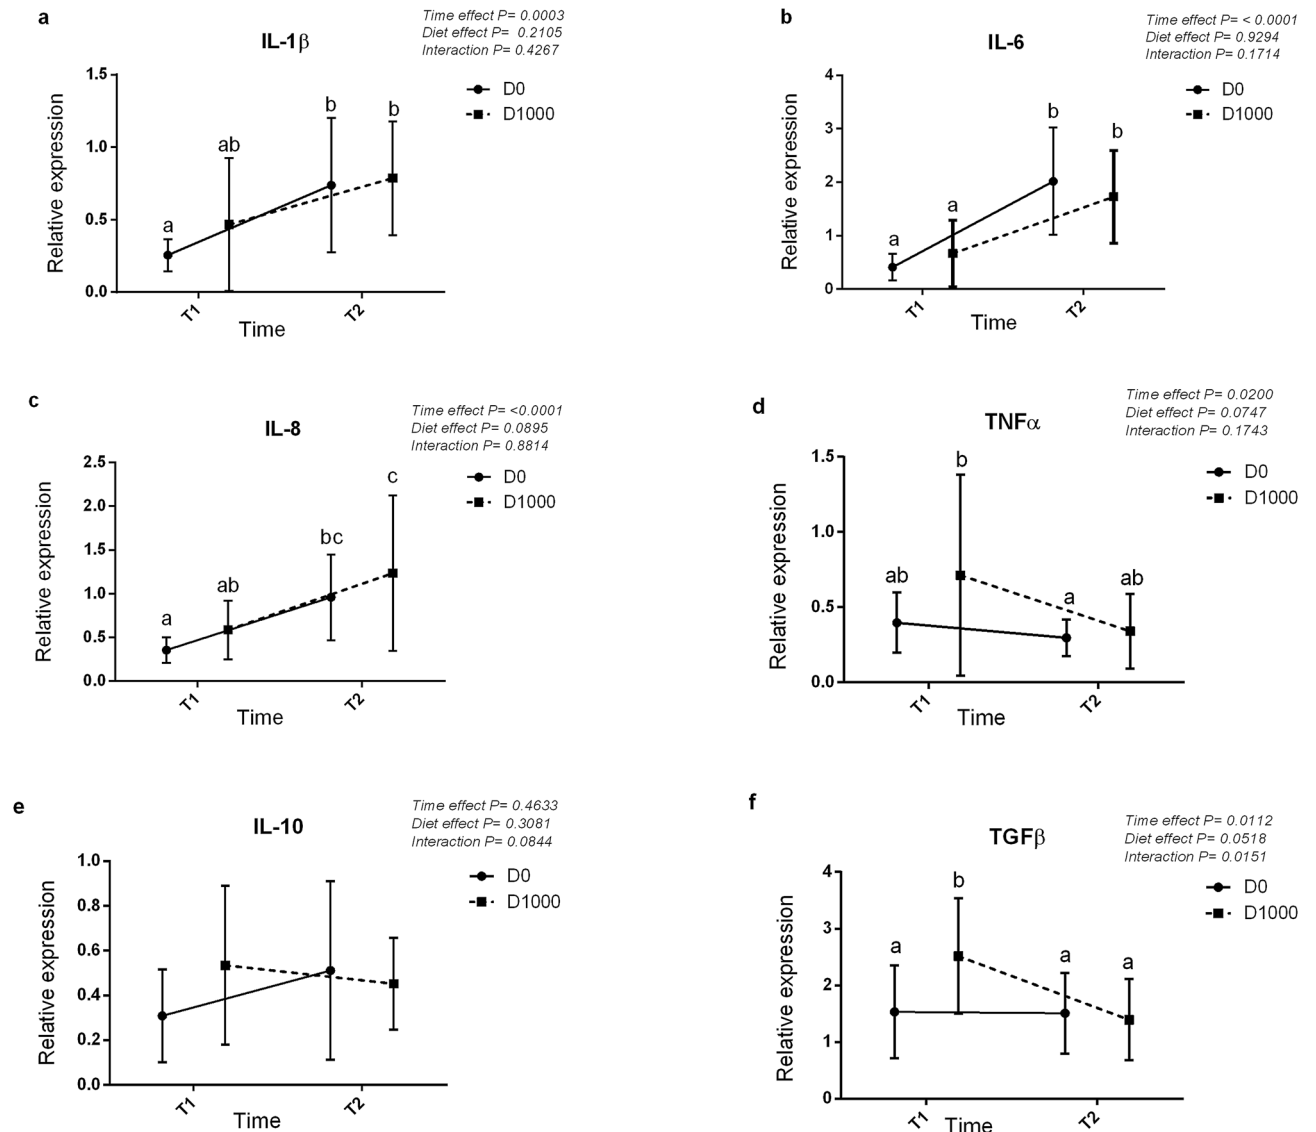 a
IL-1β
Time effect P= 0.0003
Diet effect P=  0.2105
Interaction P= 0.4267
D0
D1000
Relative expression
1.5
1.0
0.5
0.0
a
ab
b
b
T1
T2
Time
b
IL-6
Time effect P= < 0.0001
Diet effect P= 0.9294
Interaction P= 0.1714
D0
D1000
Relative expression
4
3
2
1
0
a
a
b
b
T1
T2
Time
c
IL-8
Time effect P= <0.0001
Diet effect P= 0.0895
Interaction P= 0.8814
D0
D1000
Relative expression
2.5
2.0
1.5
1.0
0.5
0.0
a
ab
bc
c
T1
T2
Time
d
TNFα
Time effect P= 0.0200
Diet effect P= 0.0747
Interaction P= 0.1743
D0
D1000
Relative expression
1.5
1.0
0.5
0.0
ab
b
a
ab
T1
T2
Time
e
IL-10
Time effect P= 0.4633
Diet effect P= 0.3081
Interaction P= 0.0844
D0
D1000
Relative expression
1.0
0.8
0.6
0.4
0.2
0.0
T1
T2
Time
f
TGFβ
Time effect P= 0.0112
Diet effect P= 0.0518
Interaction P= 0.0151
D0
D1000
Relative expression
4
3
2
1
0
a
b
a
a
T1
T2
Time